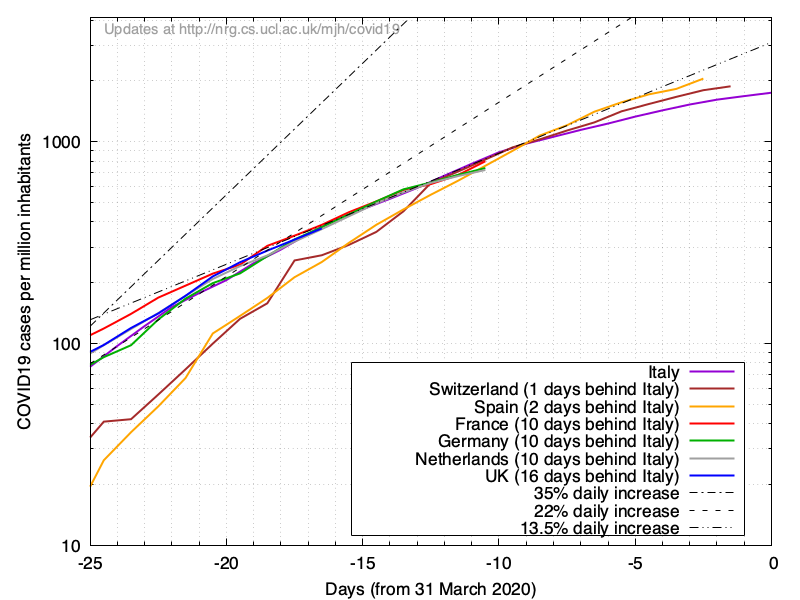 Updates at http://nrg.cs.ucl.ac.uk/mjh/covid19
1000
100
10
COVID19 cases per million inhabitants
Italy
Switzerland (1 days behind Italy)
Spain (2 days behind Italy)
France (10 days behind Italy)
Germany (10 days behind Italy)
Netherlands (10 days behind Italy)
UK (16 days behind Italy)
35% daily increase
22% daily increase
13.5% daily increase
-25 -20 -15 -10 -5 0
Days (from 31 March 2020)